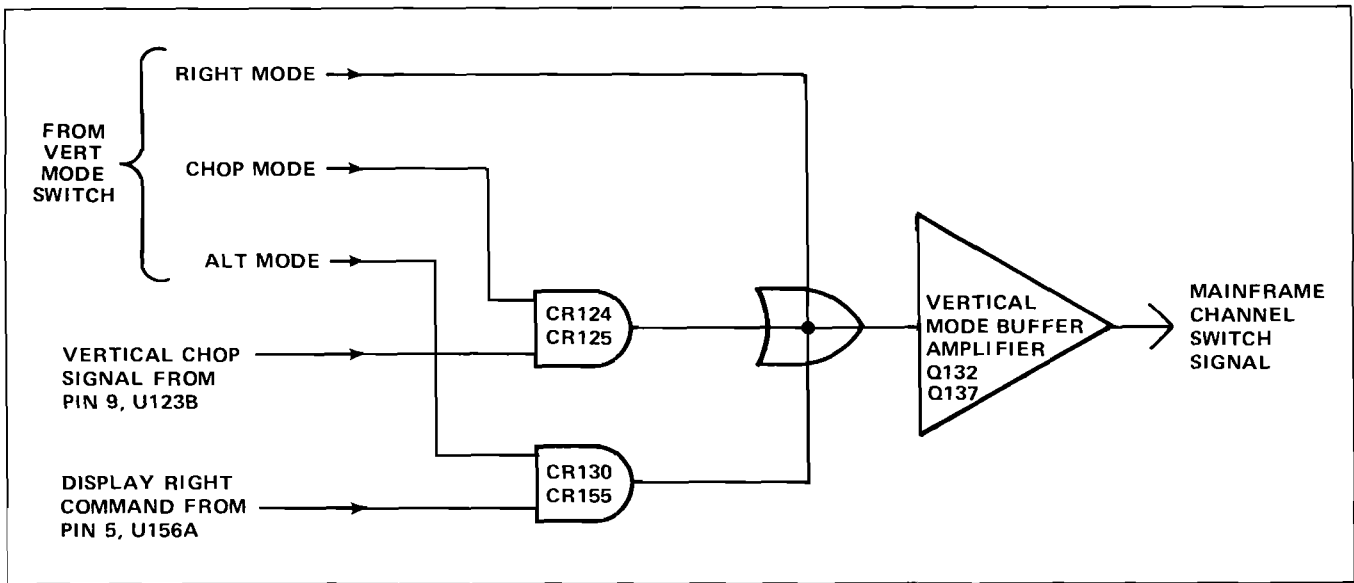 FROM
VERT
MODE
SWITCH
RIGHT MODE
CHOP MODE
ALT MODE
VERTICAL CHOP
SIGNAL FROM
PIN 9, U123B
DISPLAY RIGHT
COMMAND FROM
PIN 5, U156A
CR124
CR125
CR130
CR155
VERTICAL
MODE BUFFER
AMPLIFIER
Q132
Q137
MAINFRAME
CHANNEL
SWITCH
SIGNAL